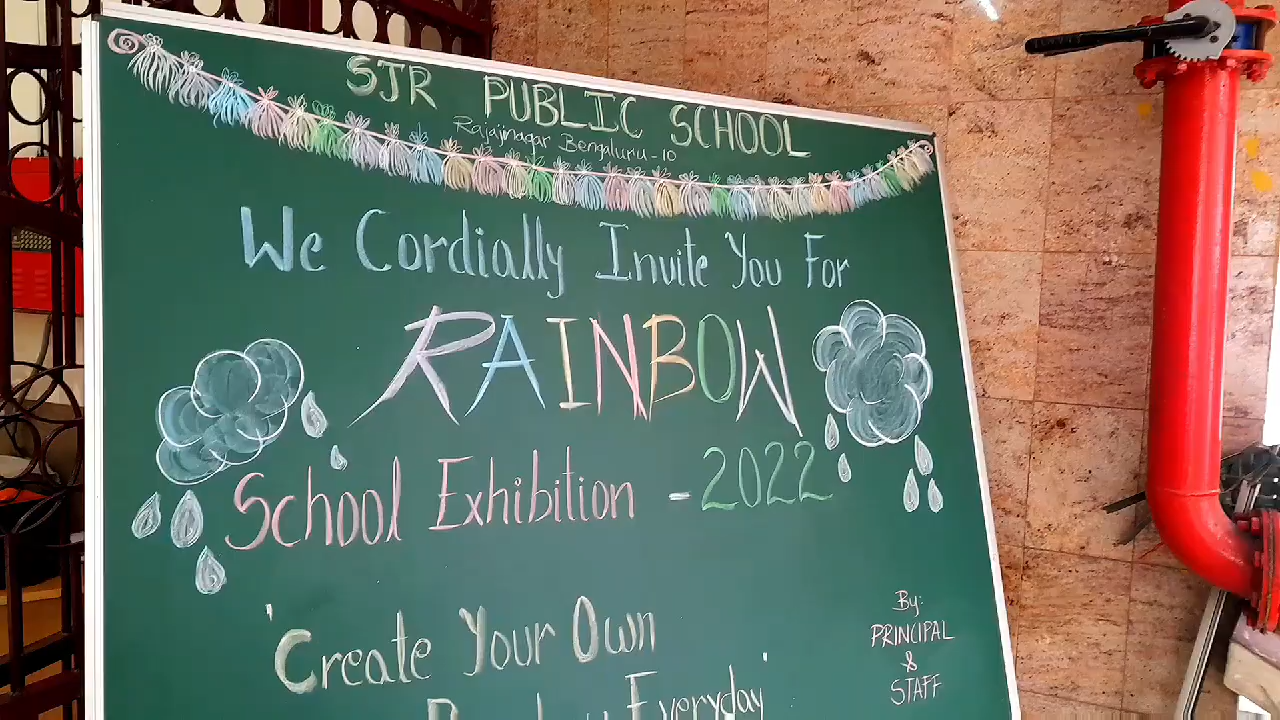 SJR PUBLIC SCHOOL
Rajajinagar Bengaluru - 10
We Cordially Invite You For
RAINBOW
School Exhibition - 2022
'Create Your Own
Everyday'
By:
PRINCIPAL
&
STAFF